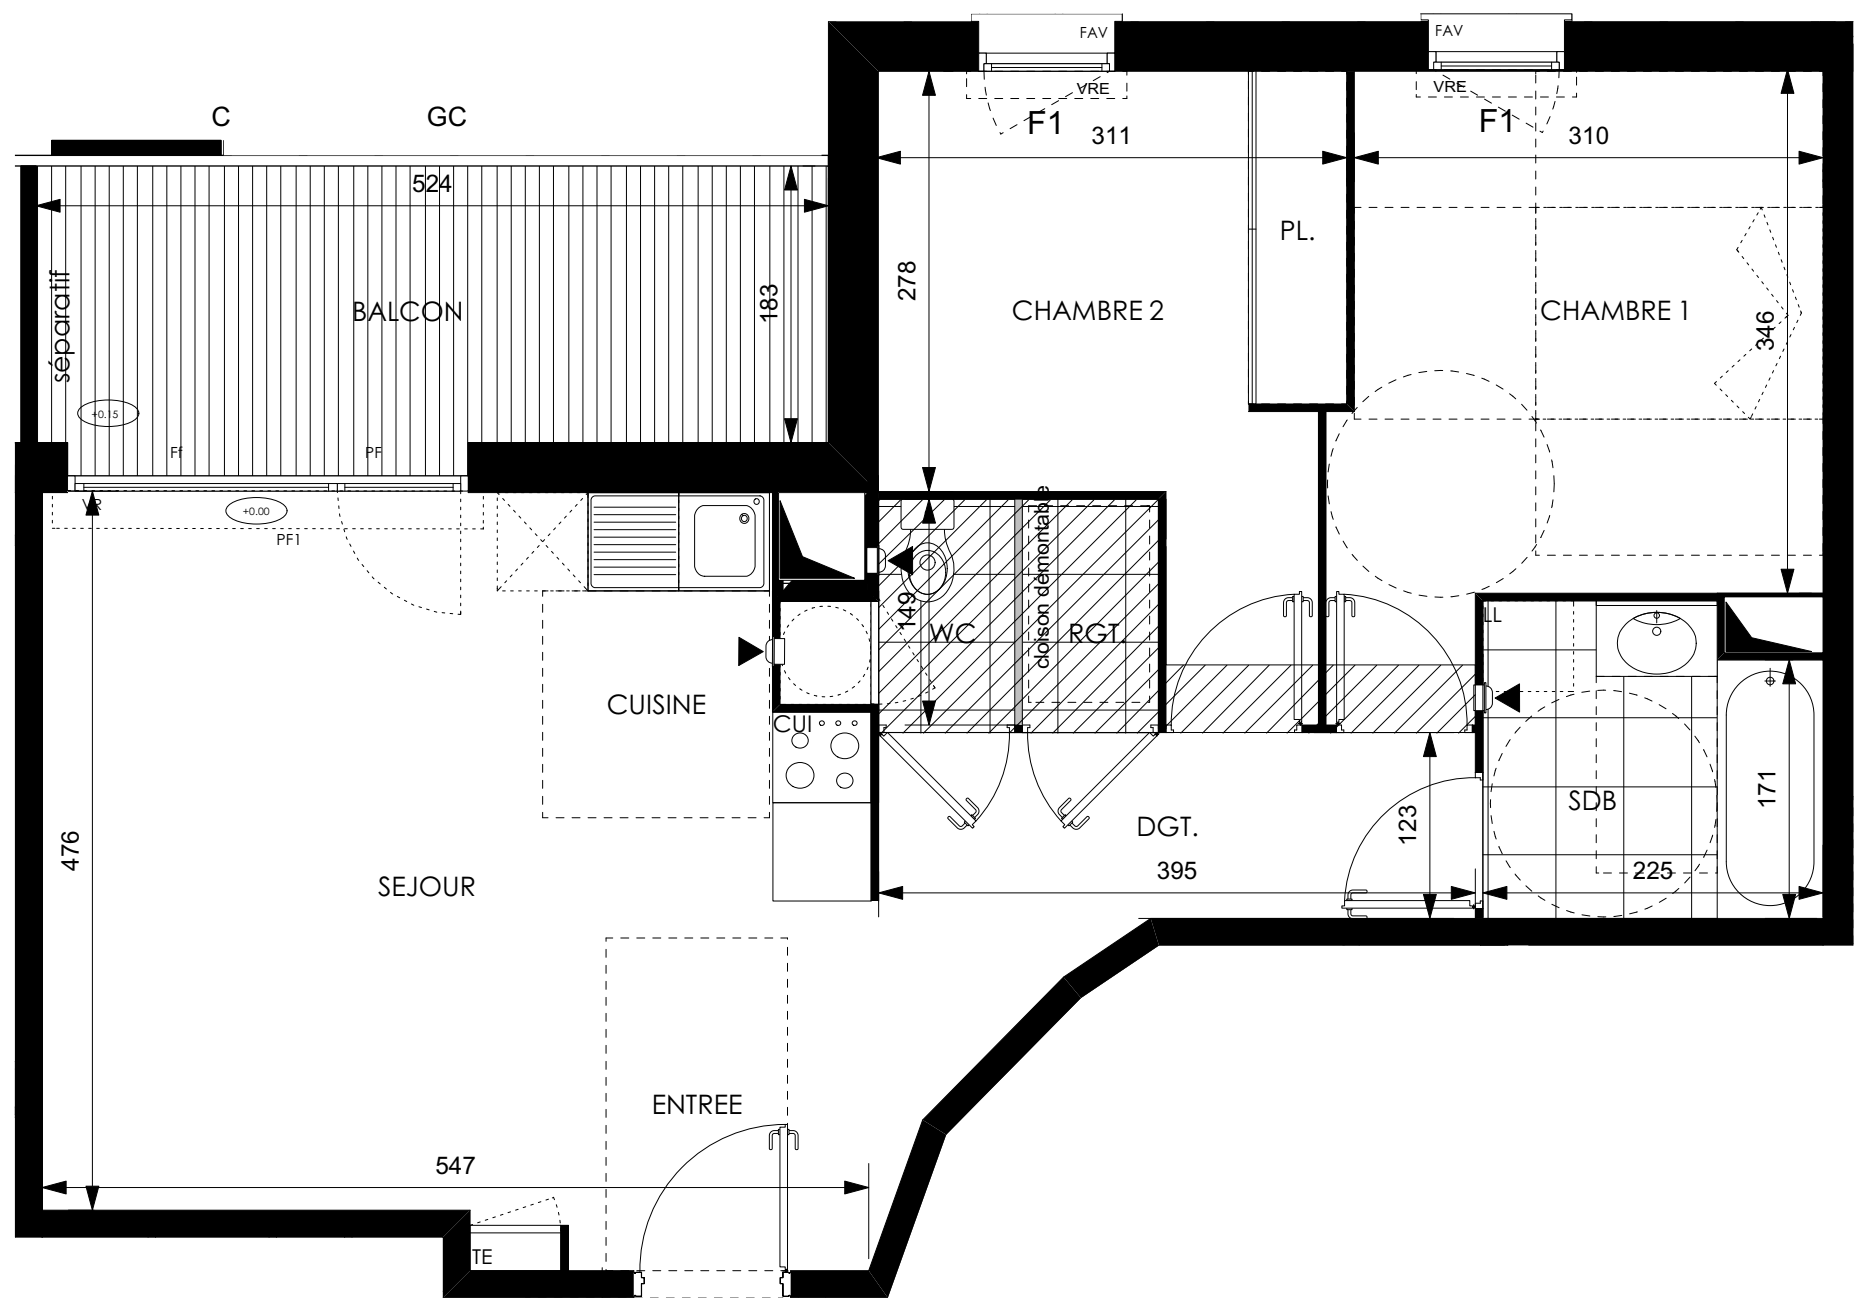 FAV
FAV
VRE
VRE
F1
F1
C
GC
311
310
524
PL.
séparatif
BALCON
183
278
CHAMBRE 2
CHAMBRE 1
346
+0.15
Ff
PF
VR
+0.00
PF1
cloison démontable
149
WC
RGT.
LL
CUISINE
CUI
SDB
171
DGT.
123
476
395
225
SEJOUR
ENTREE
547
TE